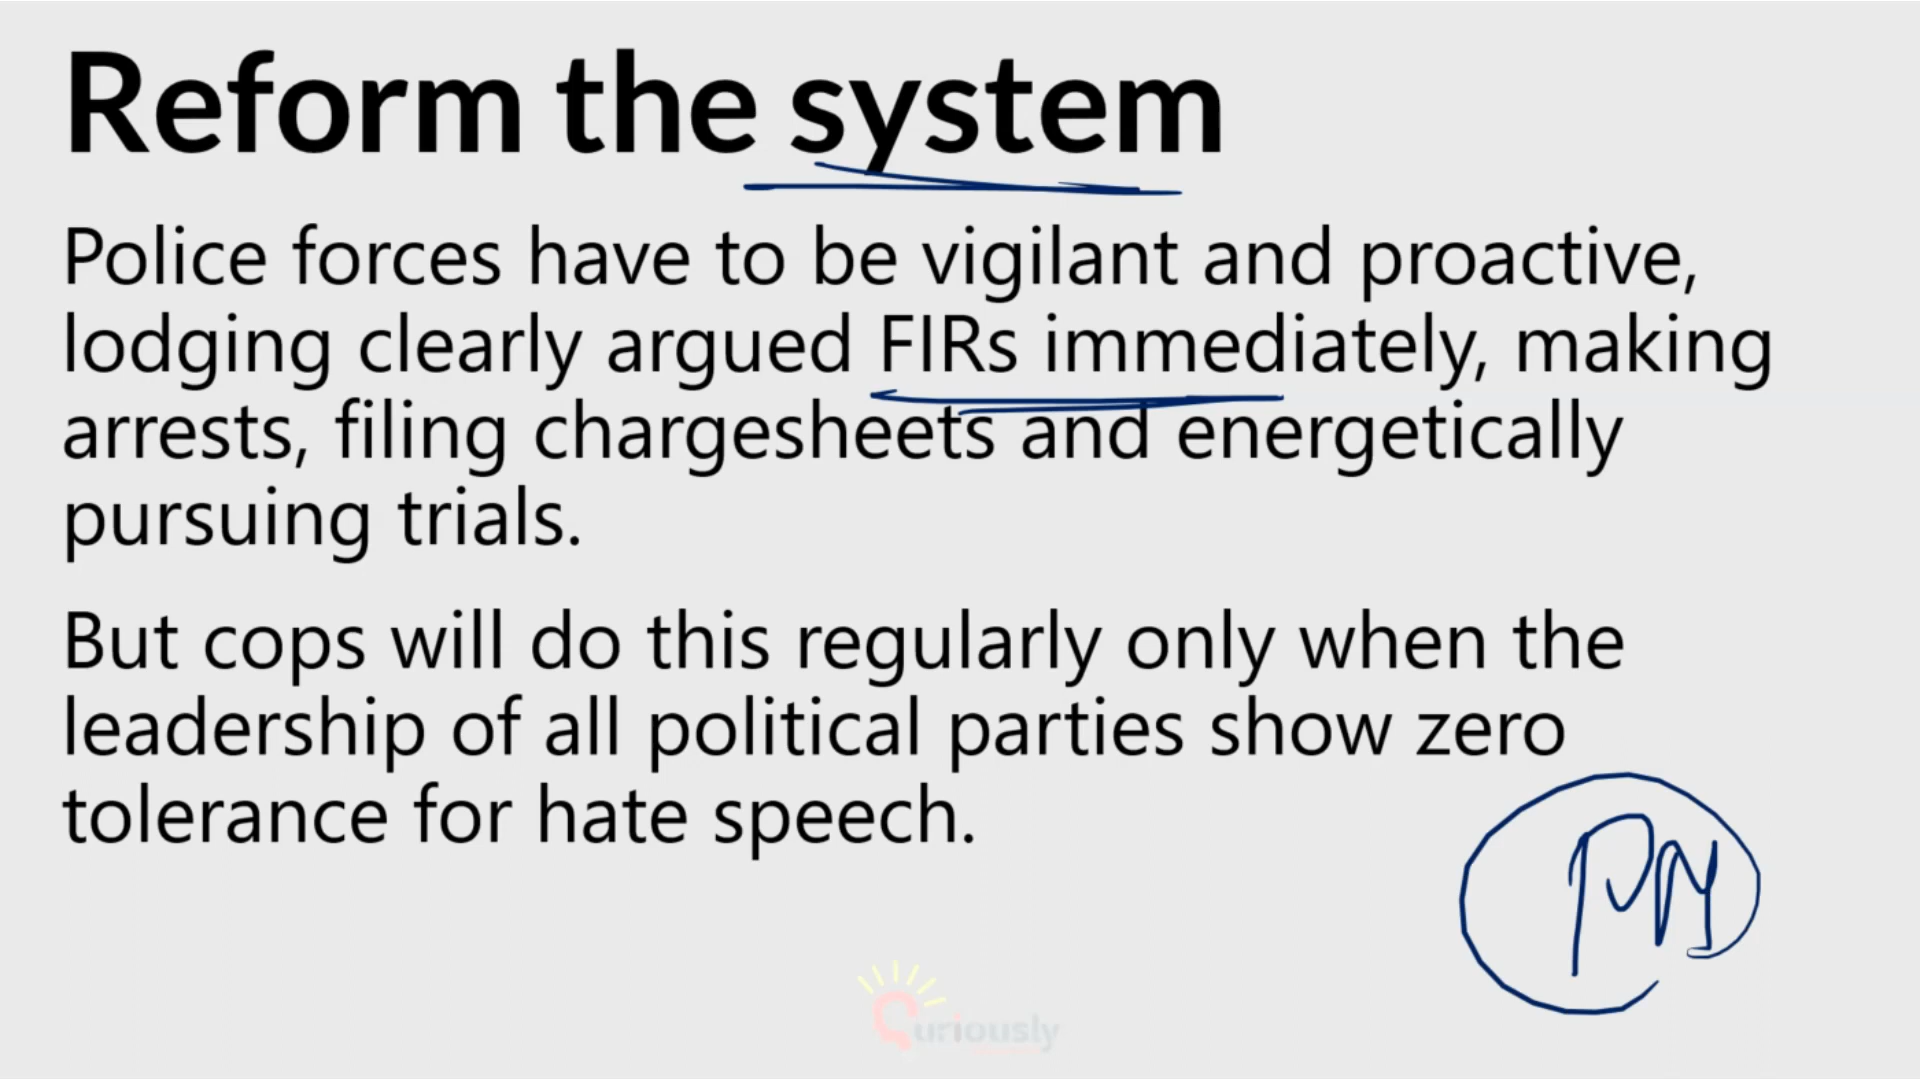 Reform the system
Police forces have to be vigilant and proactive,
lodging clearly argued FIRs immediately, making
arrests, filing chargesheets and energetically
pursuing trials.
But cops will do this regularly only when the
leadership of all political parties show zero
tolerance for hate speech.
PM
uriously